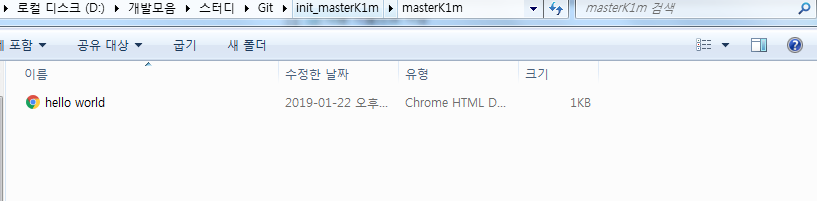 로컬 디스크 (D:) 개발모음 스터디 Git init_masterK1m masterK1m masterK1m 검색
포함 공유 대상 굽기 새 폴더
이름 수정한 날짜 유형 크기
hello world 2019-01-22 오후... Chrome HTML D... 1KB